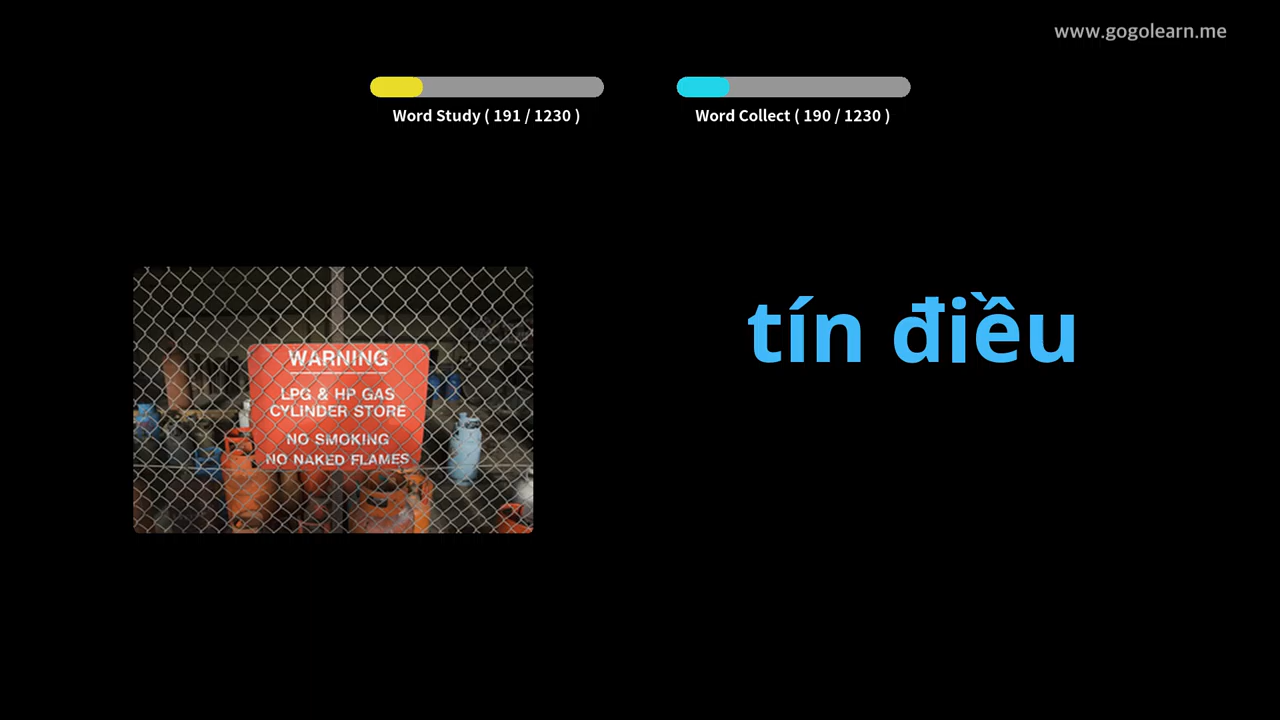 www.gogolearn.me
Word Study ( 191 / 1230 )
Word Collect ( 190 / 1230 )
tín điều
WARNING
LPG & HP GAS
CYLINDER STORE
NO SMOKING
NO NAKED FLAMES